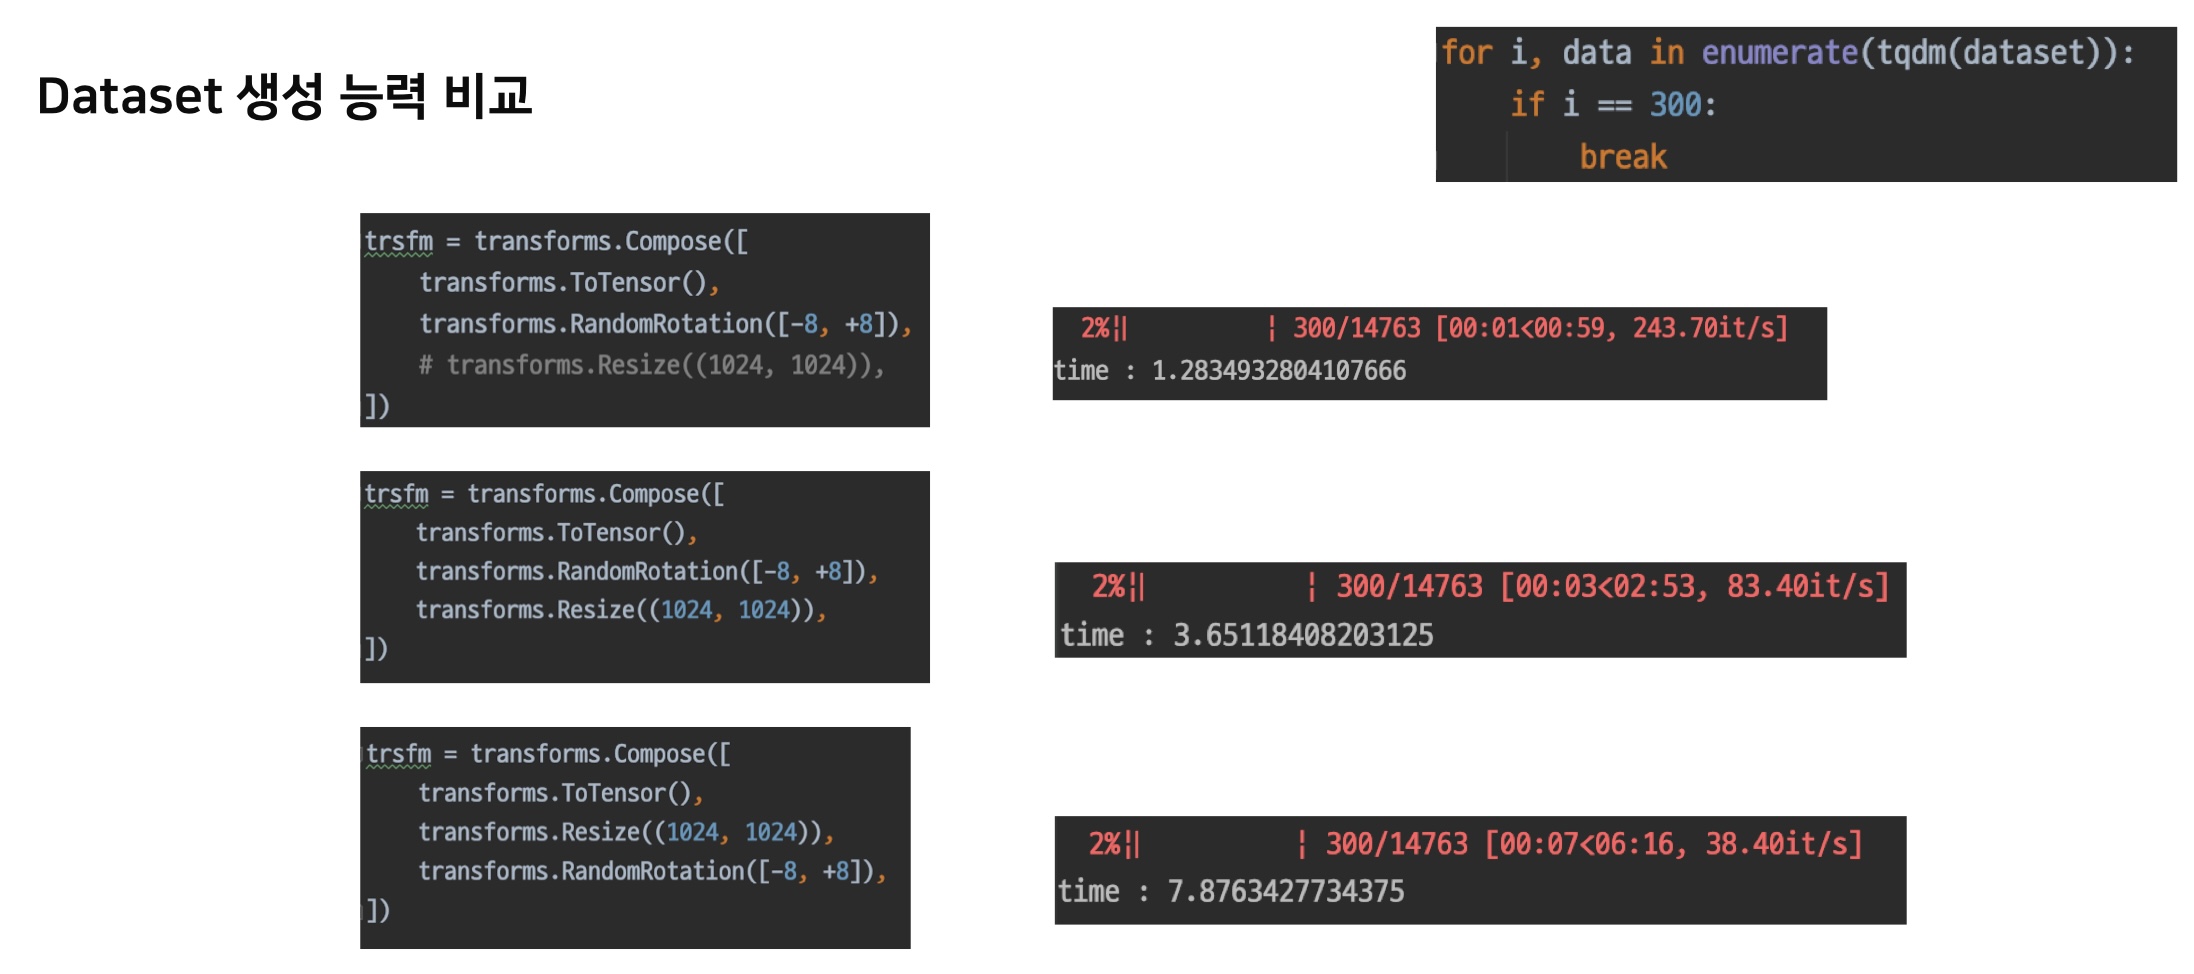 Dataset 생성 능력 비교
for i, data in enumerate(tqdm(dataset)):
if i == 300:
break
trsfm = transforms.Compose([
transforms.ToTensor(),
transforms.RandomRotation([-8, +8]),
# transforms.Resize((1024, 1024)),
])
2%|| | 300/14763 [00:01<00:59, 243.70it/s]
time : 1.2834932804107666
trsfm = transforms.Compose([
transforms.ToTensor(),
transforms.RandomRotation([-8, +8]),
transforms.Resize((1024, 1024)),
])
2%|| | 300/14763 [00:03<02:53, 83.40it/s]
time : 3.65118408203125
trsfm = transforms.Compose([
transforms.ToTensor(),
transforms.Resize((1024, 1024)),
transforms.RandomRotation([-8, +8]),
])
2%|| | 300/14763 [00:07<06:16, 38.40it/s]
time : 7.8763427734375